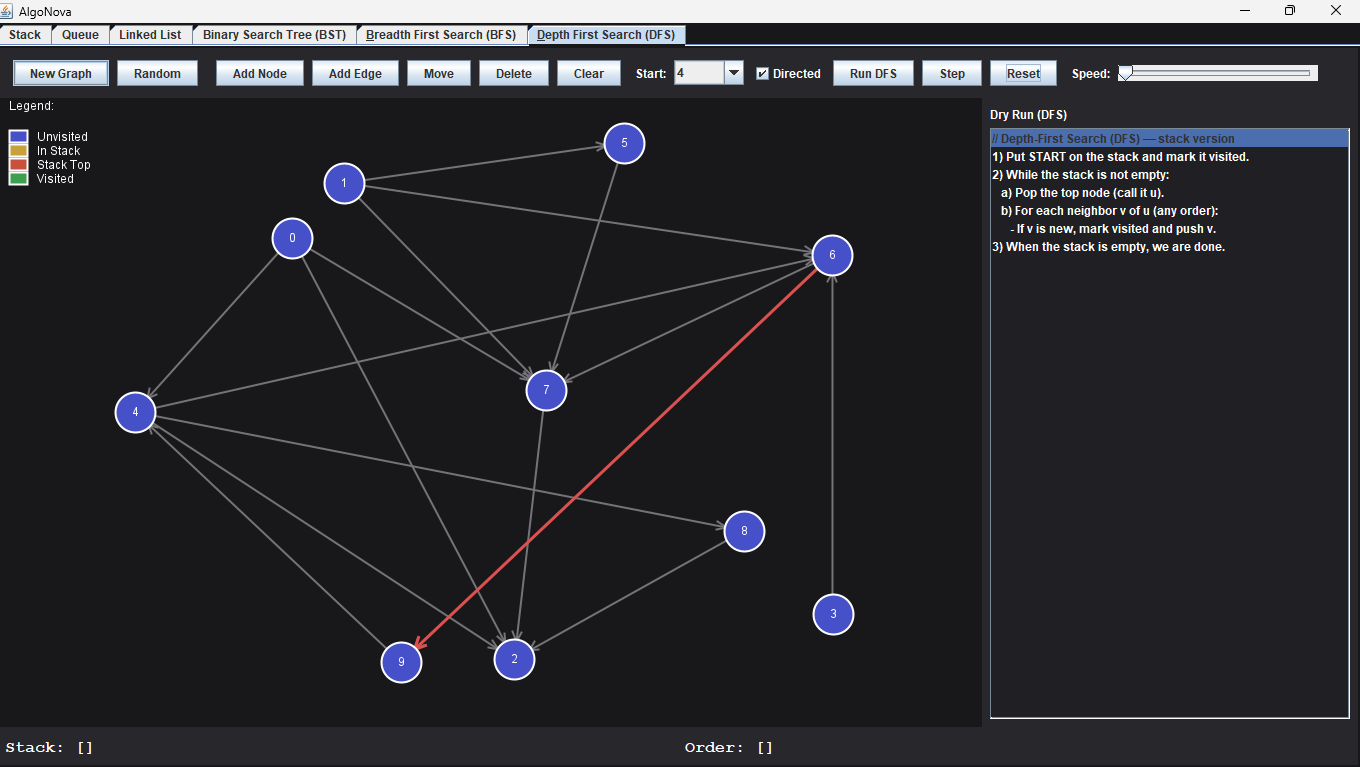 AlgoNova
Stack Queue Linked List Binary Search Tree (BST) Breadth First Search (BFS) Depth First Search (DFS)
New Graph Random Add Node Add Edge Move Delete Clear Start: 4 Directed Run DFS Step Reset Speed:
Legend:
Unvisited
In Stack
Stack Top
Visited
5
1
0
6
7
4
8
3
2
9
Dry Run (DFS)
// Depth-First Search (DFS) — stack version
1) Put START on the stack and mark it visited.
2) While the stack is not empty:
a) Pop the top node (call it u).
b) For each neighbor v of u (any order):
- If v is new, mark visited and push v.
3) When the stack is empty, we are done.
Stack: [] Order: []